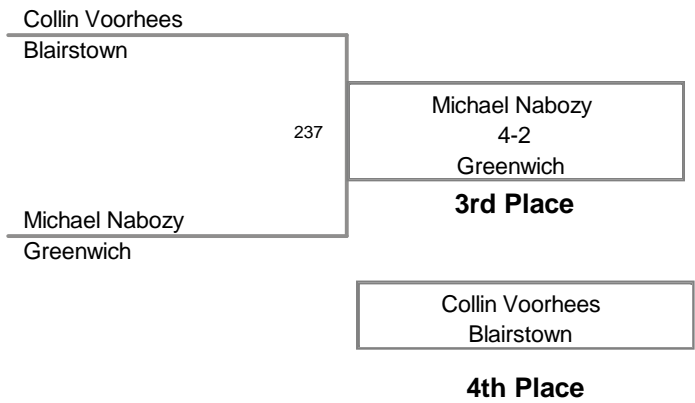 Collin Voorhees
Blairstown
237
Michael Nabozy
4-2
Greenwich
3rd Place
Michael Nabozy
Greenwich
Collin Voorhees
Blairstown
4th Place